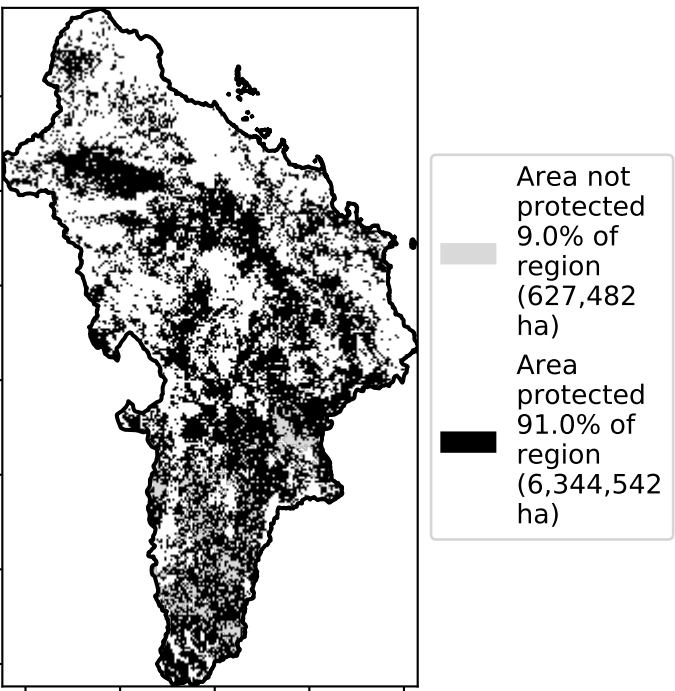 Area not
protected
9.0% of
region
(627,482
ha)
Area
protected
91.0% of
region
(6,344,542
ha)